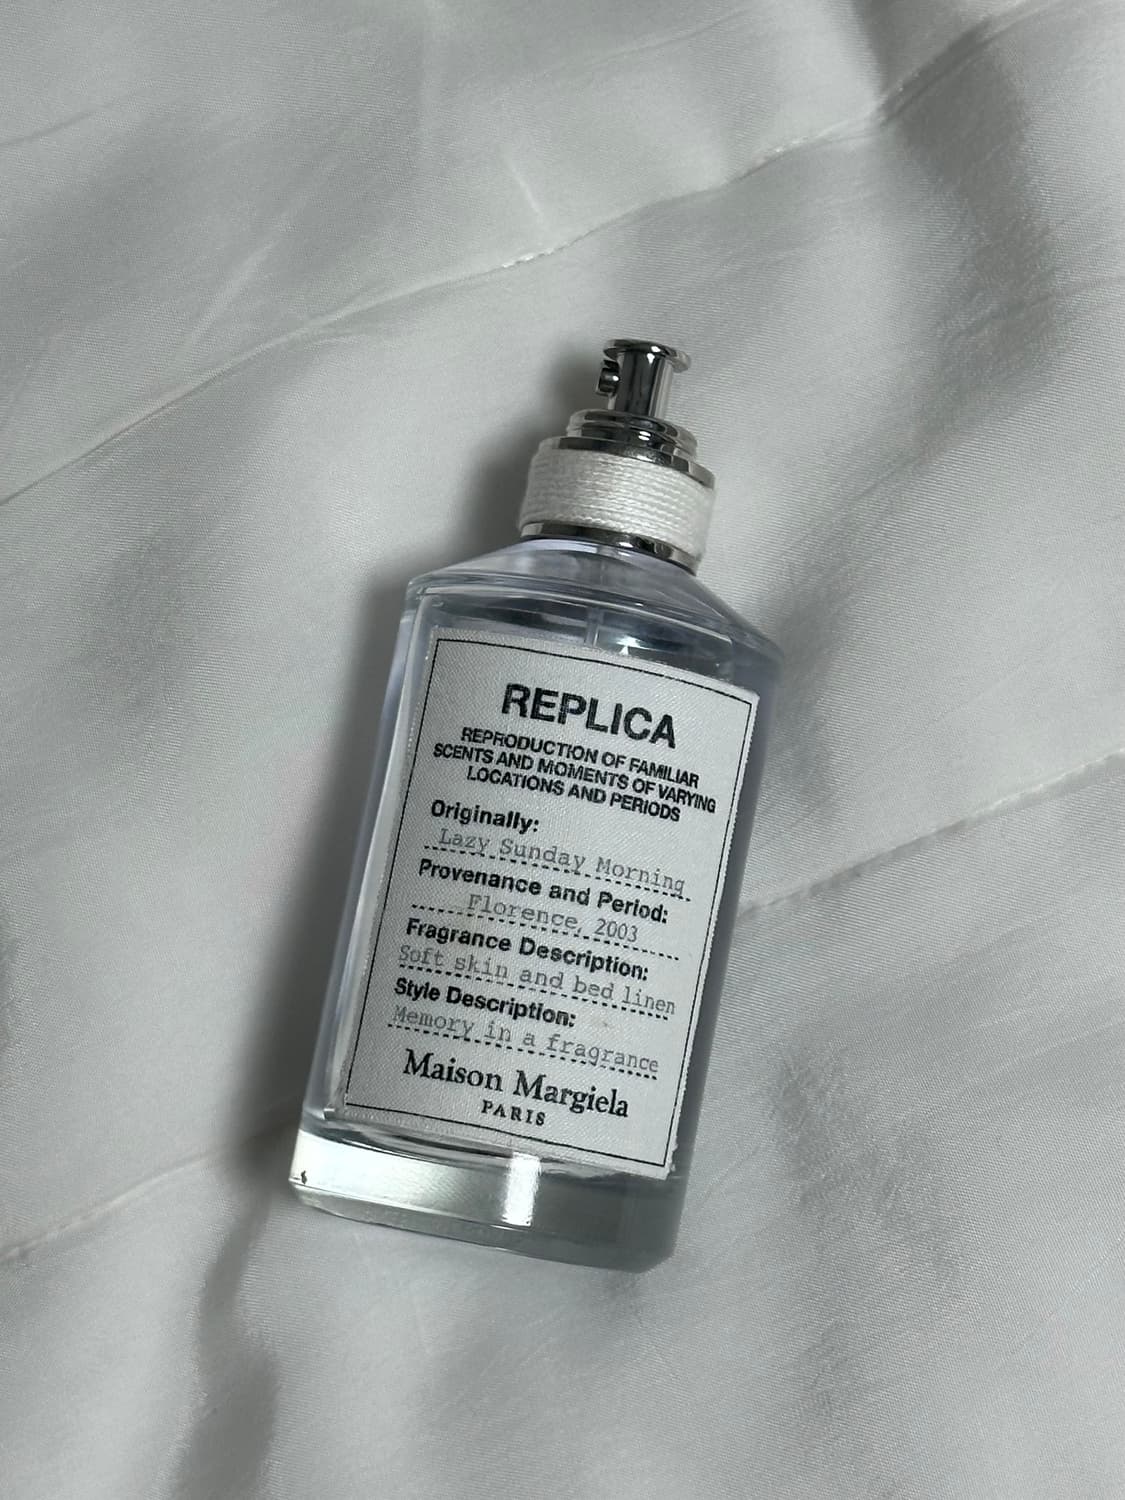 REPLICA
REPRODUCTION OF FAMILIAR
SCENTS AND MOMENTS OF VARYING
LOCATIONS AND PERIODS
Originally:
Lazy Sunday Morning
Provenance and Period:
Florence, 2003
Fragrance Description:
Soft skin and bed linen
Style Description:
Memory in a fragrance
Maison Margiela
PARIS